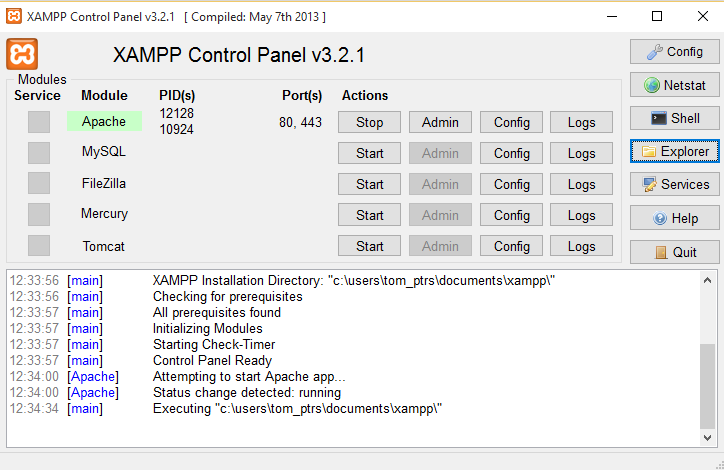 XAMPP Control Panel v3.2.1 [ Compiled: May 7th 2013 ]
XAMPP Control Panel v3.2.1
Config
Modules
Service Module PID(s) Port(s) Actions
Netstat
Apache 12128 10924 80, 443 Stop Admin Config Logs
Shell
MySQL Start Admin Config Logs
Explorer
FileZilla Start Admin Config Logs
Services
Mercury Start Admin Config Logs
Help
Tomcat Start Admin Config Logs
Quit
12:33:56 [main] XAMPP Installation Directory: "c:\users\tom_ptrs\documents\xampp\"
12:33:56 [main] Checking for prerequisites
12:33:57 [main] All prerequisites found
12:33:57 [main] Initializing Modules
12:33:57 [main] Starting Check-Timer
12:33:57 [main] Control Panel Ready
12:34:00 [Apache] Attempting to start Apache app...
12:34:00 [Apache] Status change detected: running
12:34:34 [main] Executing "c:\users\tom_ptrs\documents\xampp\"